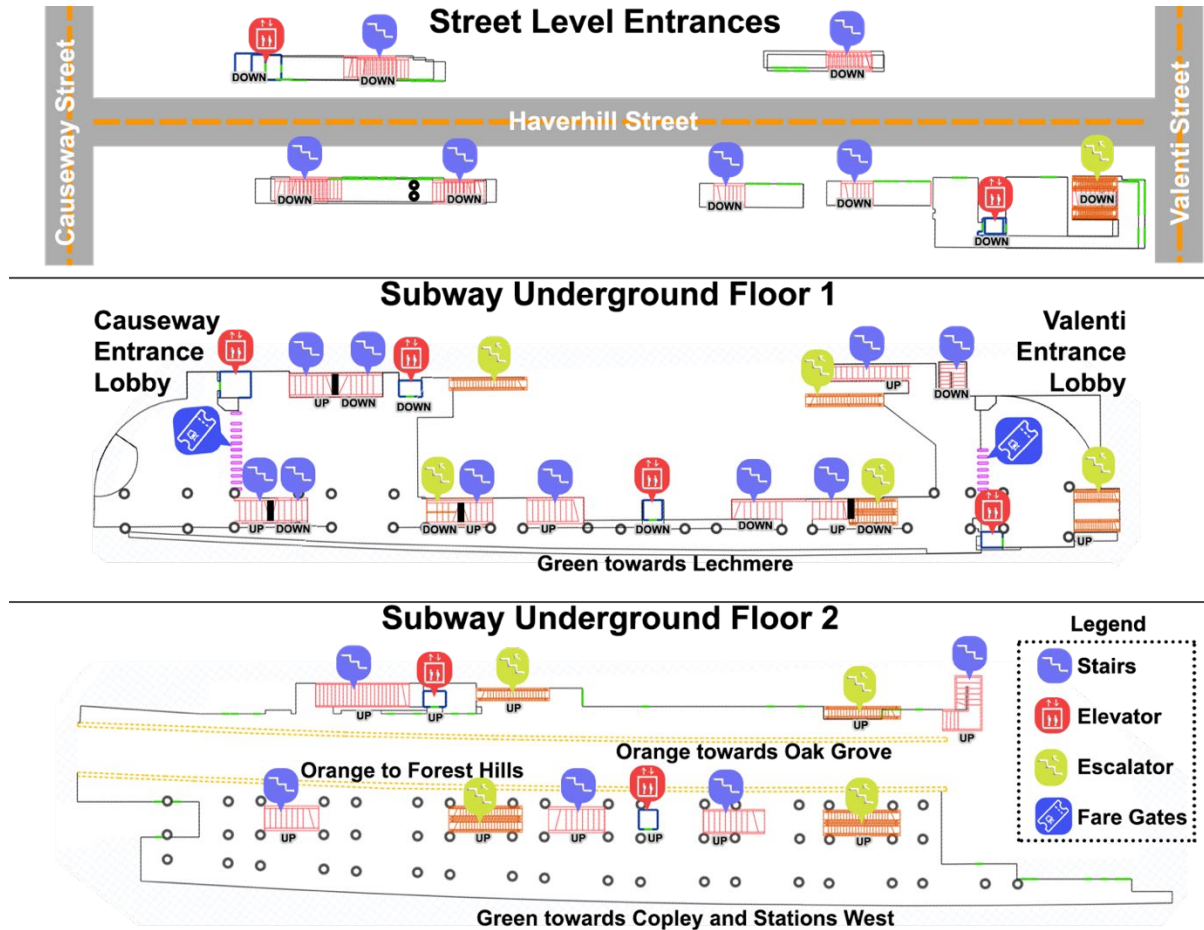 Street Level Entrances
DOWN
DOWN
DOWN
Causeway Street
Haverhill Street
Valenti Street
DOWN
DOWN
DOWN
DOWN
DOWN
DOWN
Subway Underground Floor 1
Causeway
Entrance
Lobby
Valenti
Entrance
Lobby
UP
DOWN
DOWN
UP
DOWN
UP
DOWN
DOWN
UP
UP
DOWN
DOWN
UP
DOWN
UP
Green towards Lechmere
Subway Underground Floor 2
UP
UP
UP
UP
UP
Orange towards Oak Grove
Orange to Forest Hills
UP
UP
UP
UP
UP
UP
Green towards Copley and Stations West
Legend
Stairs
Elevator
Escalator
Fare Gates